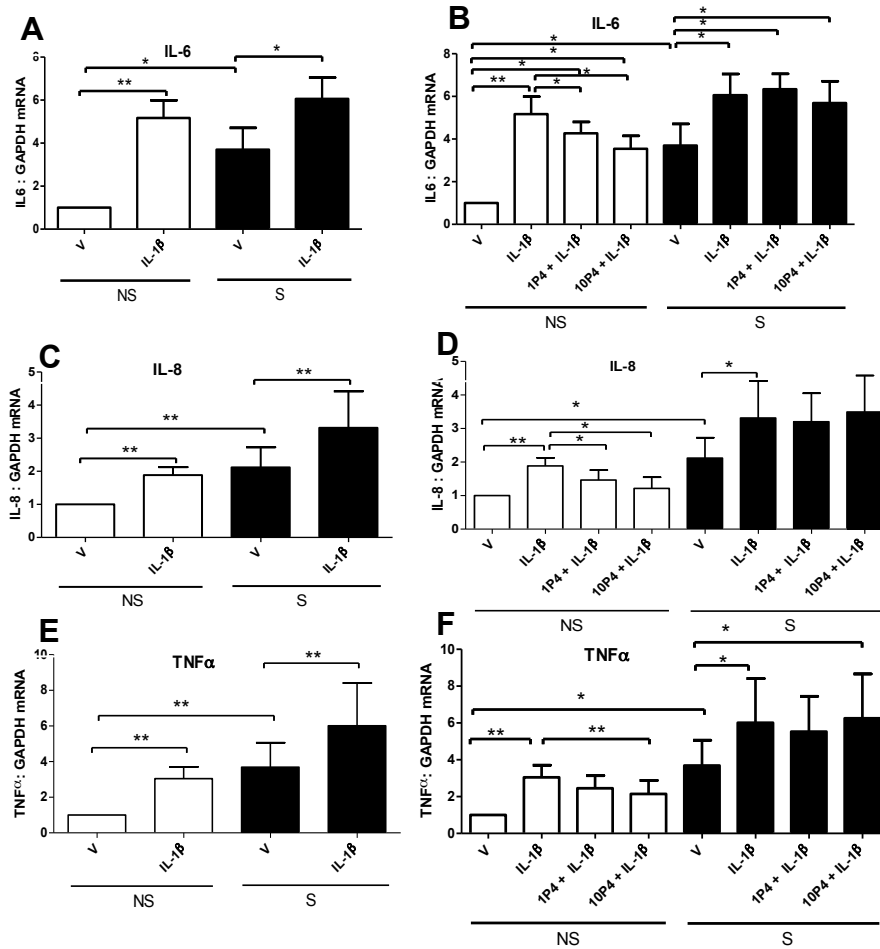 A
IL-6
IL6 : GAPDH mRNA
8
6
4
2
0
*
**
*
V
IL-1β
V
IL-1β
NS
S
B
IL-6
IL6 : GAPDH mRNA
8
6
4
2
0
*
*
*
**
*
*
*
*
*
V
IL-1β
1P4 + IL-1β
10P4 + IL-1β
V
IL-1β
1P4 + IL-1β
10P4 + IL-1β
NS
S
C
IL-8
IL-8 : GAPDH mRNA
5
4
3
2
1
0
**
**
**
V
IL-1β
V
IL-1β
NS
S
D
IL-8
IL-8 : GAPDH mRNA
5
4
3
2
1
0
*
**
*
*
*
V
IL-1β
1P4 + IL-1β
10P4 + IL-1β
V
IL-1β
1P4 + IL-1β
10P4 + IL-1β
NS
S
E
TNFα
TNFα: GAPDH mRNA
10
8
6
4
2
0
**
**
**
V
IL-1β
V
IL-1β
NS
S
F
TNFα
TNFα: GAPDH mRNA
10
8
6
4
2
0
*
**
**
*
*
V
IL-1β
1P4 + IL-1β
10P4 + IL-1β
V
IL-1β
1P4 + IL-1β
10P4 + IL-1β
NS
S